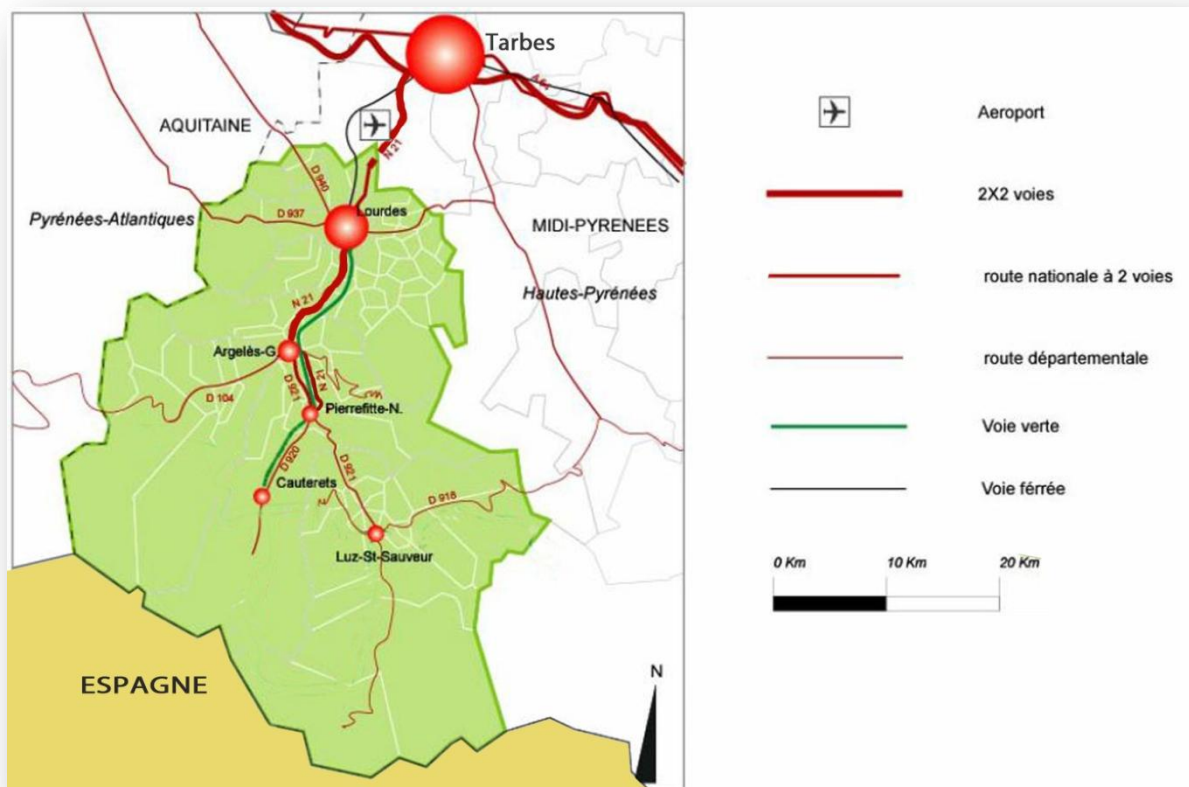 Tarbes
A 64
N 21
AQUITAINE
D 940
Lourdes
Pyrénées-Atlantiques
D 937
MIDI-PYRENEES
Hautes-Pyrénées
N 21
Argelès-G.
N 21
D 921
D 104
Pierrefitte-N.
D 920
D 921
Cauterets
D 918
Luz-St-Sauveur
ESPAGNE
N
Aeroport
2X2 voies
route nationale à 2 voies
route départementale
Voie verte
Voie férrée
0 Km 10 Km 20 Km